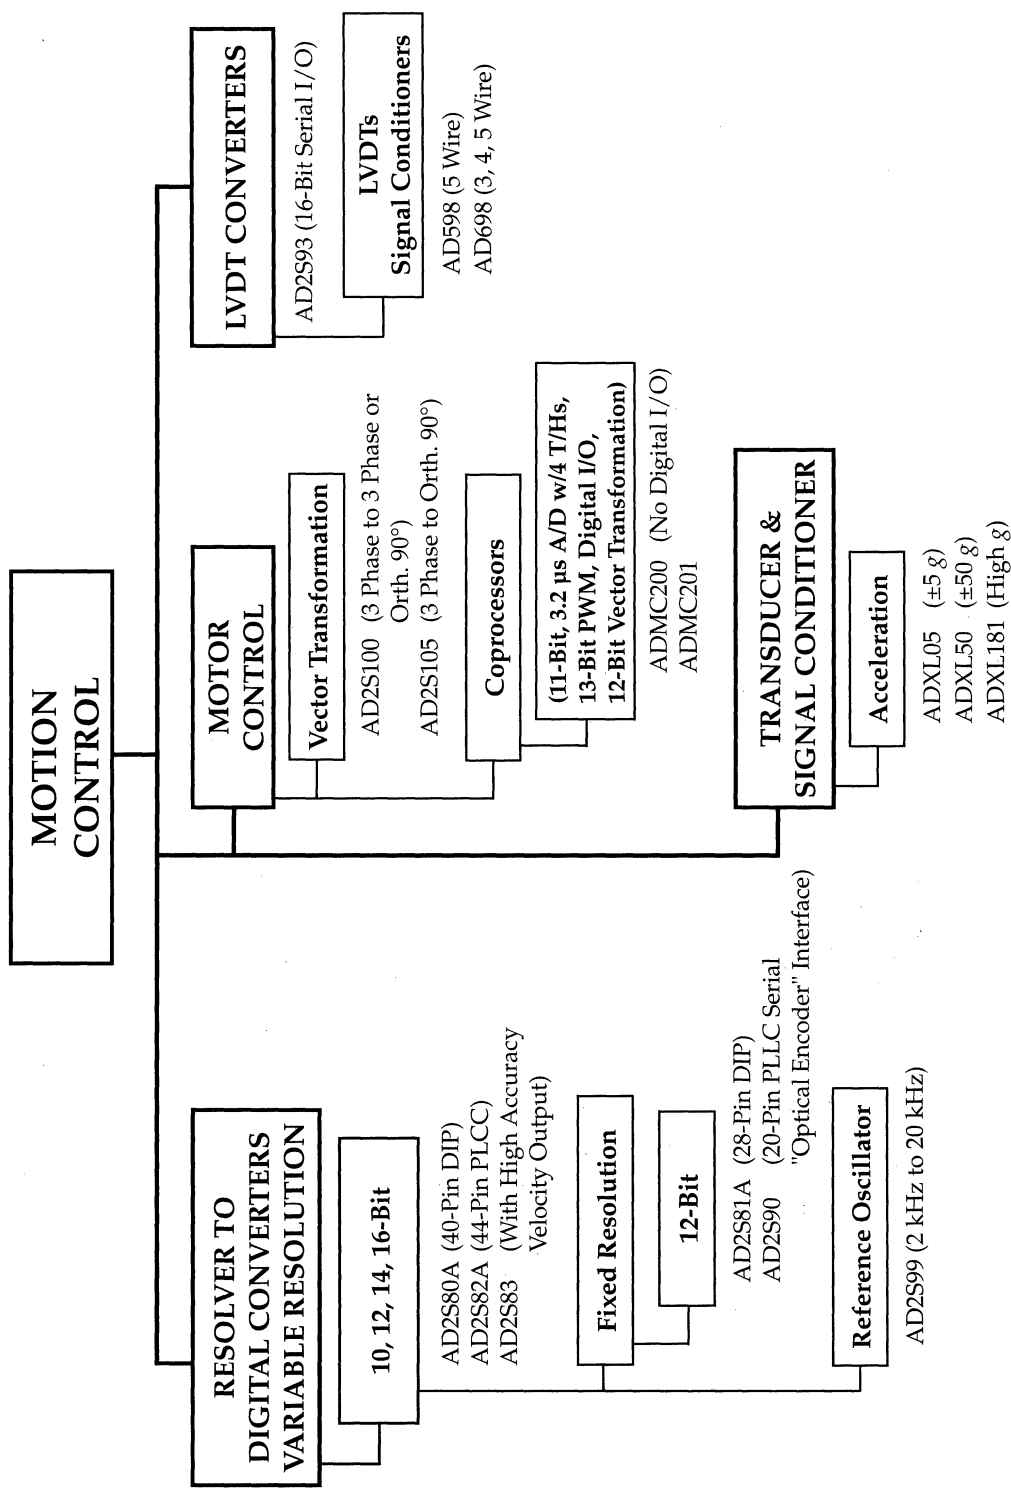 MOTION
CONTROL
RESOLVER TO
DIGITAL CONVERTERS
VARIABLE RESOLUTION
10, 12, 14, 16-Bit
AD2S80A (40-Pin DIP)
AD2S82A (44-Pin PLCC)
AD2S83 (With High Accuracy
Velocity Output)
Fixed Resolution
12-Bit
AD2S81A (28-Pin DIP)
AD2S90 (20-Pin PLLC Serial
"Optical Encoder" Interface)
Reference Oscillator
AD2S99 (2 kHz to 20 kHz)
MOTOR
CONTROL
Vector Transformation
AD2S100 (3 Phase to 3 Phase or
Orth. 90°)
AD2S105 (3 Phase to Orth. 90°)
Coprocessors
(11-Bit, 3.2 μs A/D w/4 T/Hs,
13-Bit PWM, Digital I/O,
12-Bit Vector Transformation)
ADMC200 (No Digital I/O)
ADMC201
TRANSDUCER &
SIGNAL CONDITIONER
Acceleration
ADXL05 (±5 g)
ADXL50 (±50 g)
ADXL181 (High g)
LVDT CONVERTERS
AD2S93 (16-Bit Serial I/O)
LVDTs
Signal Conditioners
AD598 (5 Wire)
AD698 (3, 4, 5 Wire)